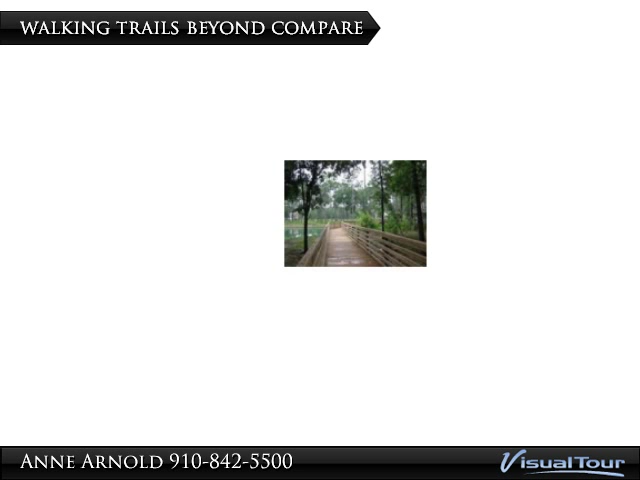 WALKING TRAILS BEYOND COMPARE
ANNE ARNOLD 910-842-5500
VISUALTOUR